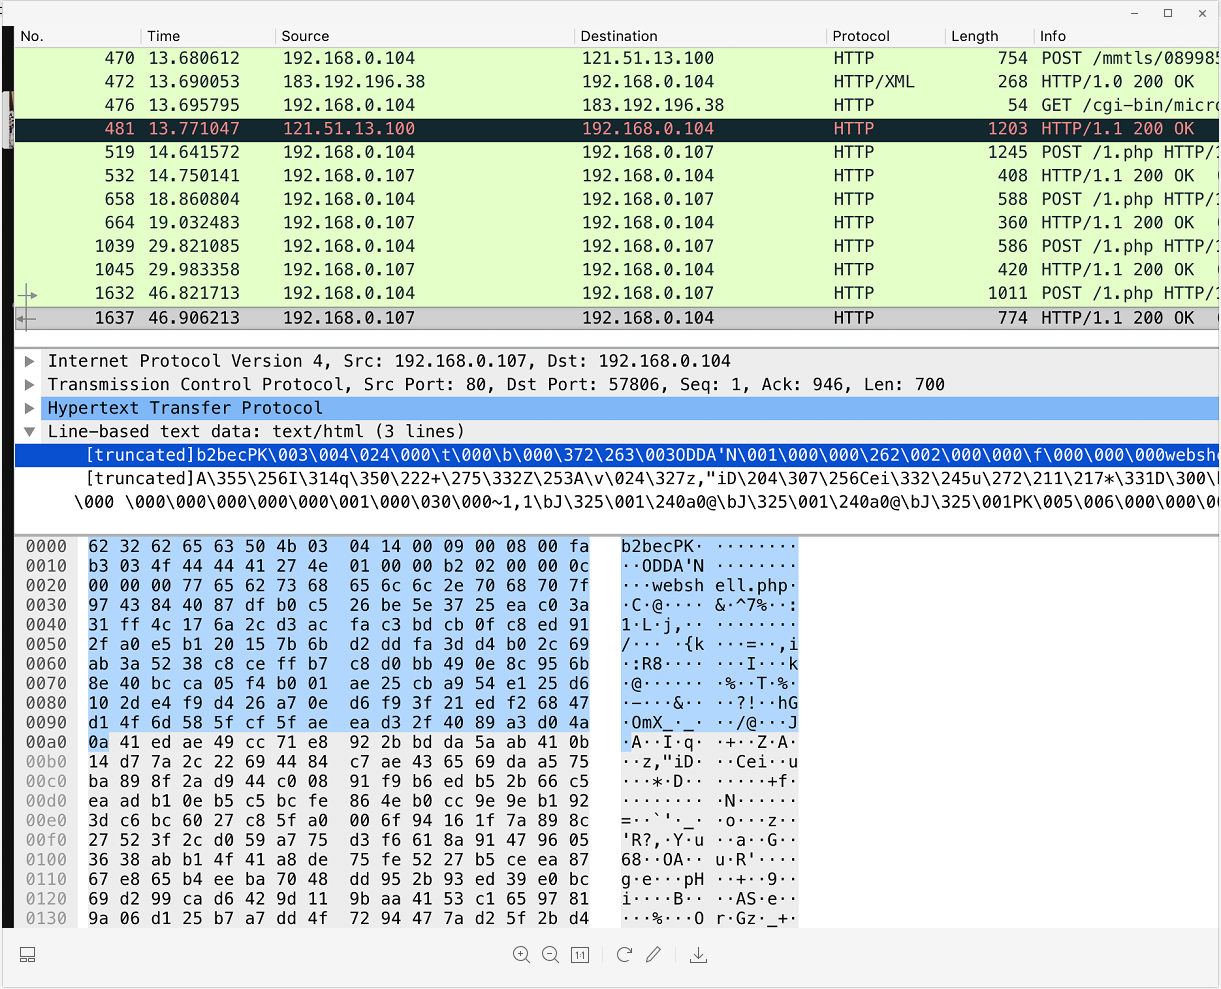 No. Time Source Destination Protocol Length Info
470 13.680612 192.168.0.104 121.51.13.100 HTTP 754 POST /mmtls/089985
472 13.690053 183.192.196.38 192.168.0.104 HTTP/XML 268 HTTP/1.0 200 OK
476 13.695795 192.168.0.104 183.192.196.38 HTTP 54 GET /cgi-bin/micro
481 13.771047 121.51.13.100 192.168.0.104 HTTP 1203 HTTP/1.1 200 OK
519 14.641572 192.168.0.104 192.168.0.107 HTTP 1245 POST /1.php HTTP/1
532 14.750141 192.168.0.107 192.168.0.104 HTTP 408 HTTP/1.1 200 OK (
658 18.860804 192.168.0.104 192.168.0.107 HTTP 588 POST /1.php HTTP/1
664 19.032483 192.168.0.107 192.168.0.104 HTTP 360 HTTP/1.1 200 OK (
1039 29.821085 192.168.0.104 192.168.0.107 HTTP 586 POST /1.php HTTP/1
1045 29.983358 192.168.0.107 192.168.0.104 HTTP 420 HTTP/1.1 200 OK (
1632 46.821713 192.168.0.104 192.168.0.107 HTTP 1011 POST /1.php HTTP/1
1637 46.906213 192.168.0.107 192.168.0.104 HTTP 774 HTTP/1.1 200 OK (
Internet Protocol Version 4, Src: 192.168.0.107, Dst: 192.168.0.104
Transmission Control Protocol, Src Port: 80, Dst Port: 57806, Seq: 1, Ack: 946, Len: 700
Hypertext Transfer Protocol
Line-based text data: text/html (3 lines)
[truncated]b2becPK\003\004\024\000\t\000\b\000\372\263\003ODDA'N\001\000\000\262\002\000\000\f\000\000\000webshe
[truncated]A\355\256I\314q\350\222+\275\332Z\253A\v\024\327z,"iD\204\307\256Cei\332\245u\272\211\217*\331D\300\b
\000 \000\000\000\000\000\001\000\030\000~1,1\bJ\325\001\240a0@\bJ\325\001\240a0@\bJ\325\001PK\005\006\000\000\00
0000 62 32 62 65 63 50 4b 03 04 14 00 09 00 08 00 fa b2becPK· ········
0010 b3 03 4f 44 44 41 27 4e 01 00 00 b2 02 00 00 0c ··ODDA'N ········
0020 00 00 00 77 65 62 73 68 65 6c 6c 2e 70 68 70 7f ···websh ell.php·
0030 97 43 84 40 87 df b0 c5 26 be 5e 37 25 ea c0 3a ·C·@···· &·^7%··:
0040 31 ff 4c 17 6a 2c d3 ac fa c3 bd cb 0f c8 ed 91 1·L·j,·· ········
0050 2f a0 e5 b1 20 15 7b 6b d2 dd fa 3d d4 b0 2c 69 /··· ·{k ···=··,i
0060 ab 3a 52 38 c8 ce ff b7 c8 d0 bb 49 0e 8c 95 6b ·:R8···· ···I···k
0070 8e 40 bc ca 05 f4 b0 01 ae 25 cb a9 54 e1 25 d6 ·@······ ·%··T·%·
0080 10 2d e4 f9 d4 26 a7 0e d6 f9 3f 21 ed f2 68 47 ·-···&·· ··?!··hG
0090 d1 4f 6d 58 5f cf 5f ae ea d3 2f 40 89 a3 d0 4a ·OmX_·_· ··/@···J
00a0 0a 41 ed ae 49 cc 71 e8 92 2b bd da 5a ab 41 0b ·A··I·q· ·+··Z·A·
00b0 14 d7 7a 2c 22 69 44 84 c7 ae 43 65 69 da a5 75 ··z,"iD· ··Cei··u
00c0 ba 89 8f 2a d9 44 c0 08 91 f9 b6 ed b5 2b 66 c5 ···*·D·· ·····+f·
00d0 ea ad b1 0e b5 c5 bc fe 86 4e b0 cc 9e 9e b1 92 ········ ·N······
00e0 3d c6 bc 60 27 c8 5f a0 00 6f 94 16 1f 7a 89 8c =··`'·_· ·o···z··
00f0 27 52 3f 2c d0 59 a7 75 d3 f6 61 8a 91 47 96 05 'R?,·Y·u ··a··G··
0100 36 38 ab b1 4f 41 a8 de 75 fe 52 27 b5 ce ea 87 68··OA·· u·R'····
0110 67 e8 65 b4 ee ba 70 48 dd 95 2b 93 ed 39 e0 bc g·e···pH ··+··9··
0120 69 d2 99 ca d6 42 9d 11 9b aa 41 53 c1 65 97 81 i····B·· ··AS·e··
0130 9a 06 d1 25 b7 a7 dd 4f 72 94 47 7a d2 5f 2b d4 ···%···O r·Gz·_+·
1:1